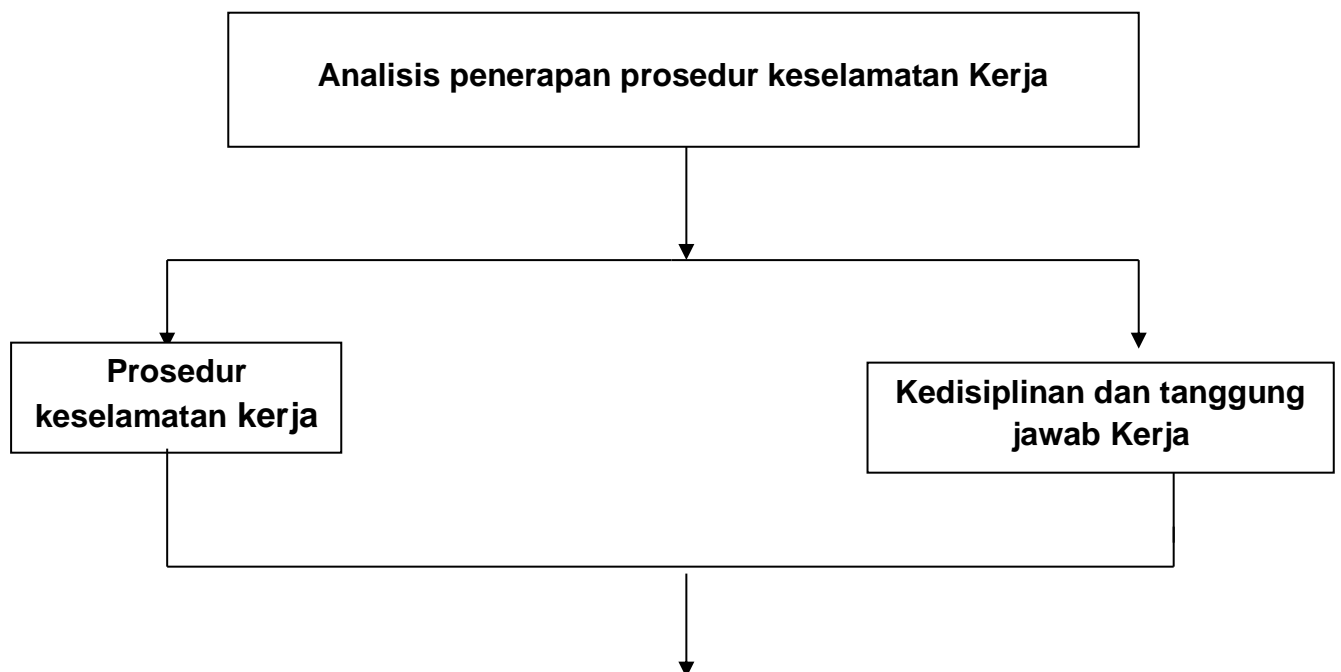 Analisis penerapan prosedur keselamatan Kerja
Prosedur
keselamatan kerja
Kedisiplinan dan tanggung
jawab Kerja